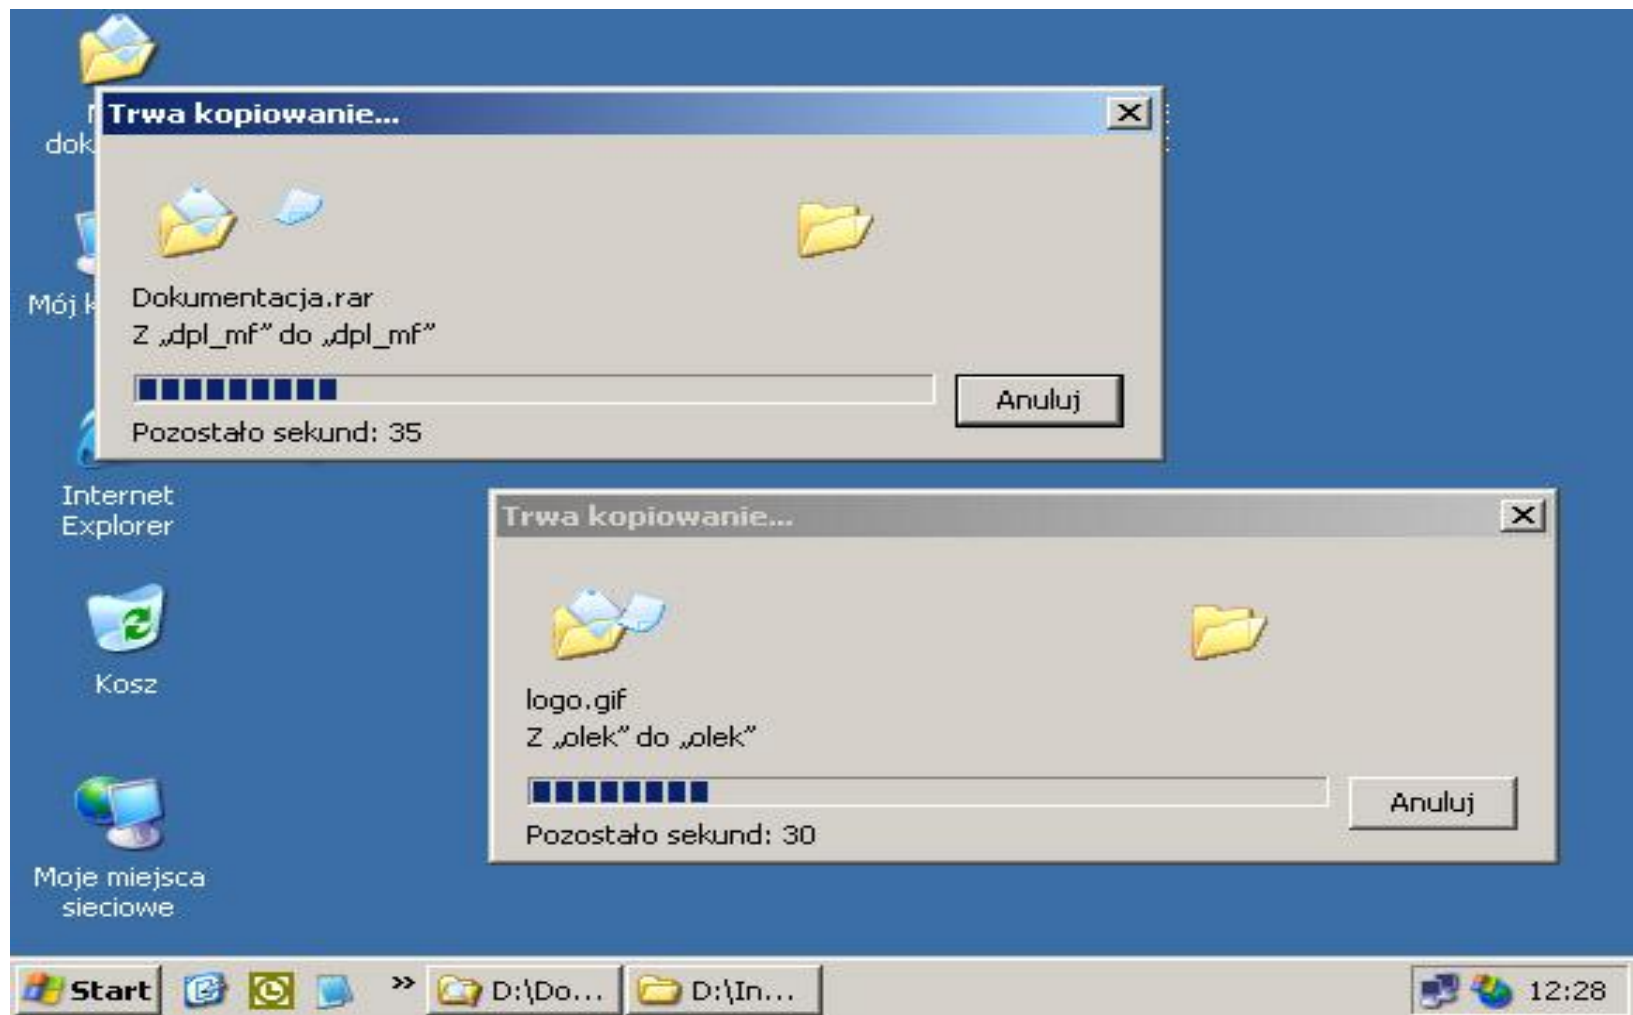 dok
Trwa kopiowanie...
Mój k
Dokumentacja.rar
Z „dpl_mf” do „dpl_mf”
Anuluj
Pozostało sekund: 35
Internet
Explorer
Trwa kopiowanie...
Kosz
logo.gif
Z „olek” do „olek”
Anuluj
Pozostało sekund: 30
Moje miejsca
sieciowe
Start
»
D:\Do...
D:\In...
12:28